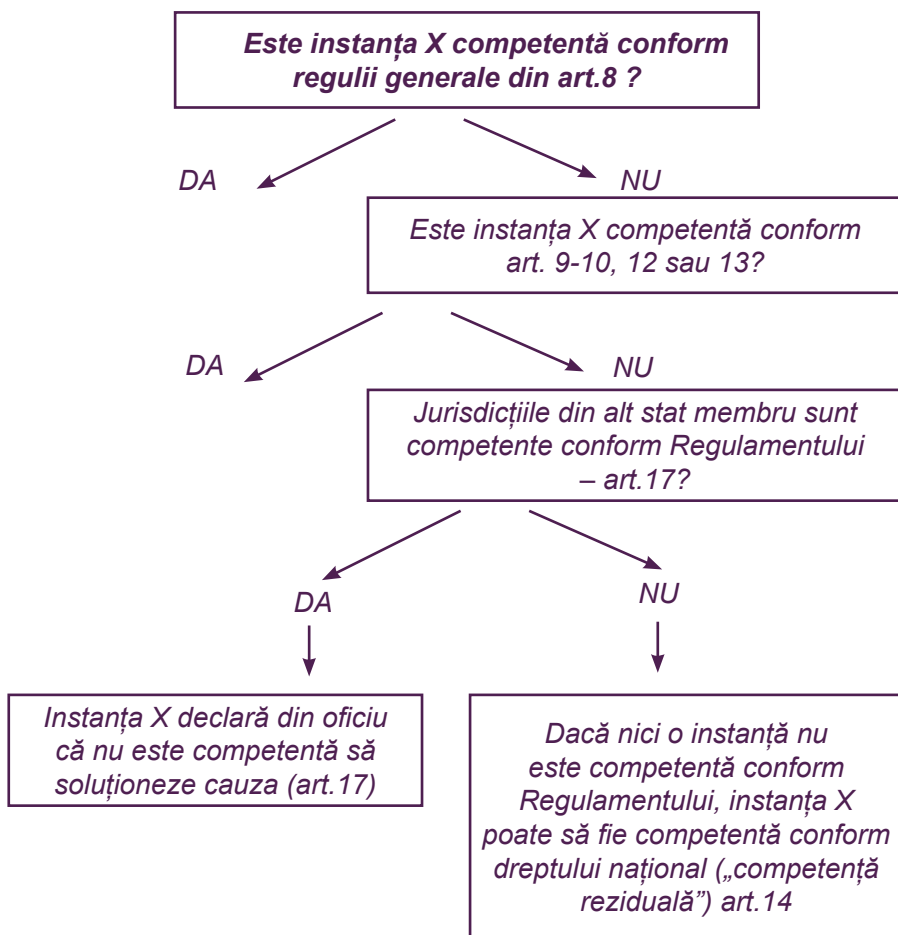 Este instanța X competentă conform
regulii generale din art.8 ?
DA
NU
Este instanța X competentă conform
art. 9-10, 12 sau 13?
DA
NU
Jurisdicțiile din alt stat membru sunt
competente conform Regulamentului
– art.17?
DA
NU
Instanța X declară din oficiu
că nu este competentă să
soluționeze cauza (art.17)
Dacă nici o instanță nu
este competentă conform
Regulamentului, instanța X
poate să fie competentă conform
dreptului național („competență
reziduală”) art.14